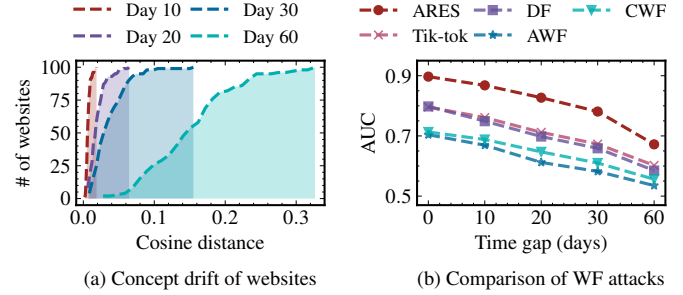 Day 10 Day 30
Day 20 Day 60
# of websites
100
75
50
25
0
0.0 0.1 0.2 0.3
Cosine distance
(a) Concept drift of websites
ARES DF CWF
Tik-tok AWF
AUC
0.9
0.7
0.5
0 10 20 30 60
Time gap (days)
(b) Comparison of WF attacks